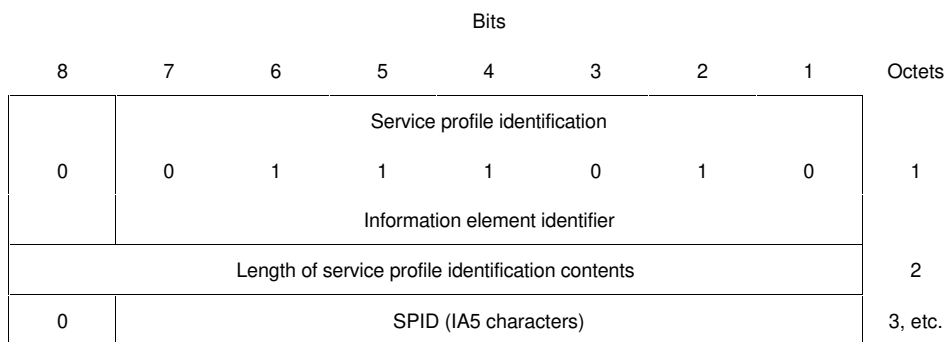 Bits
8 7 6 5 4 3 2 1 Octets
Service profile identification
0 0 1 1 1 0 1 0 1
Information element identifier
Length of service profile identification contents 2
0 SPID (IA5 characters) 3, etc.